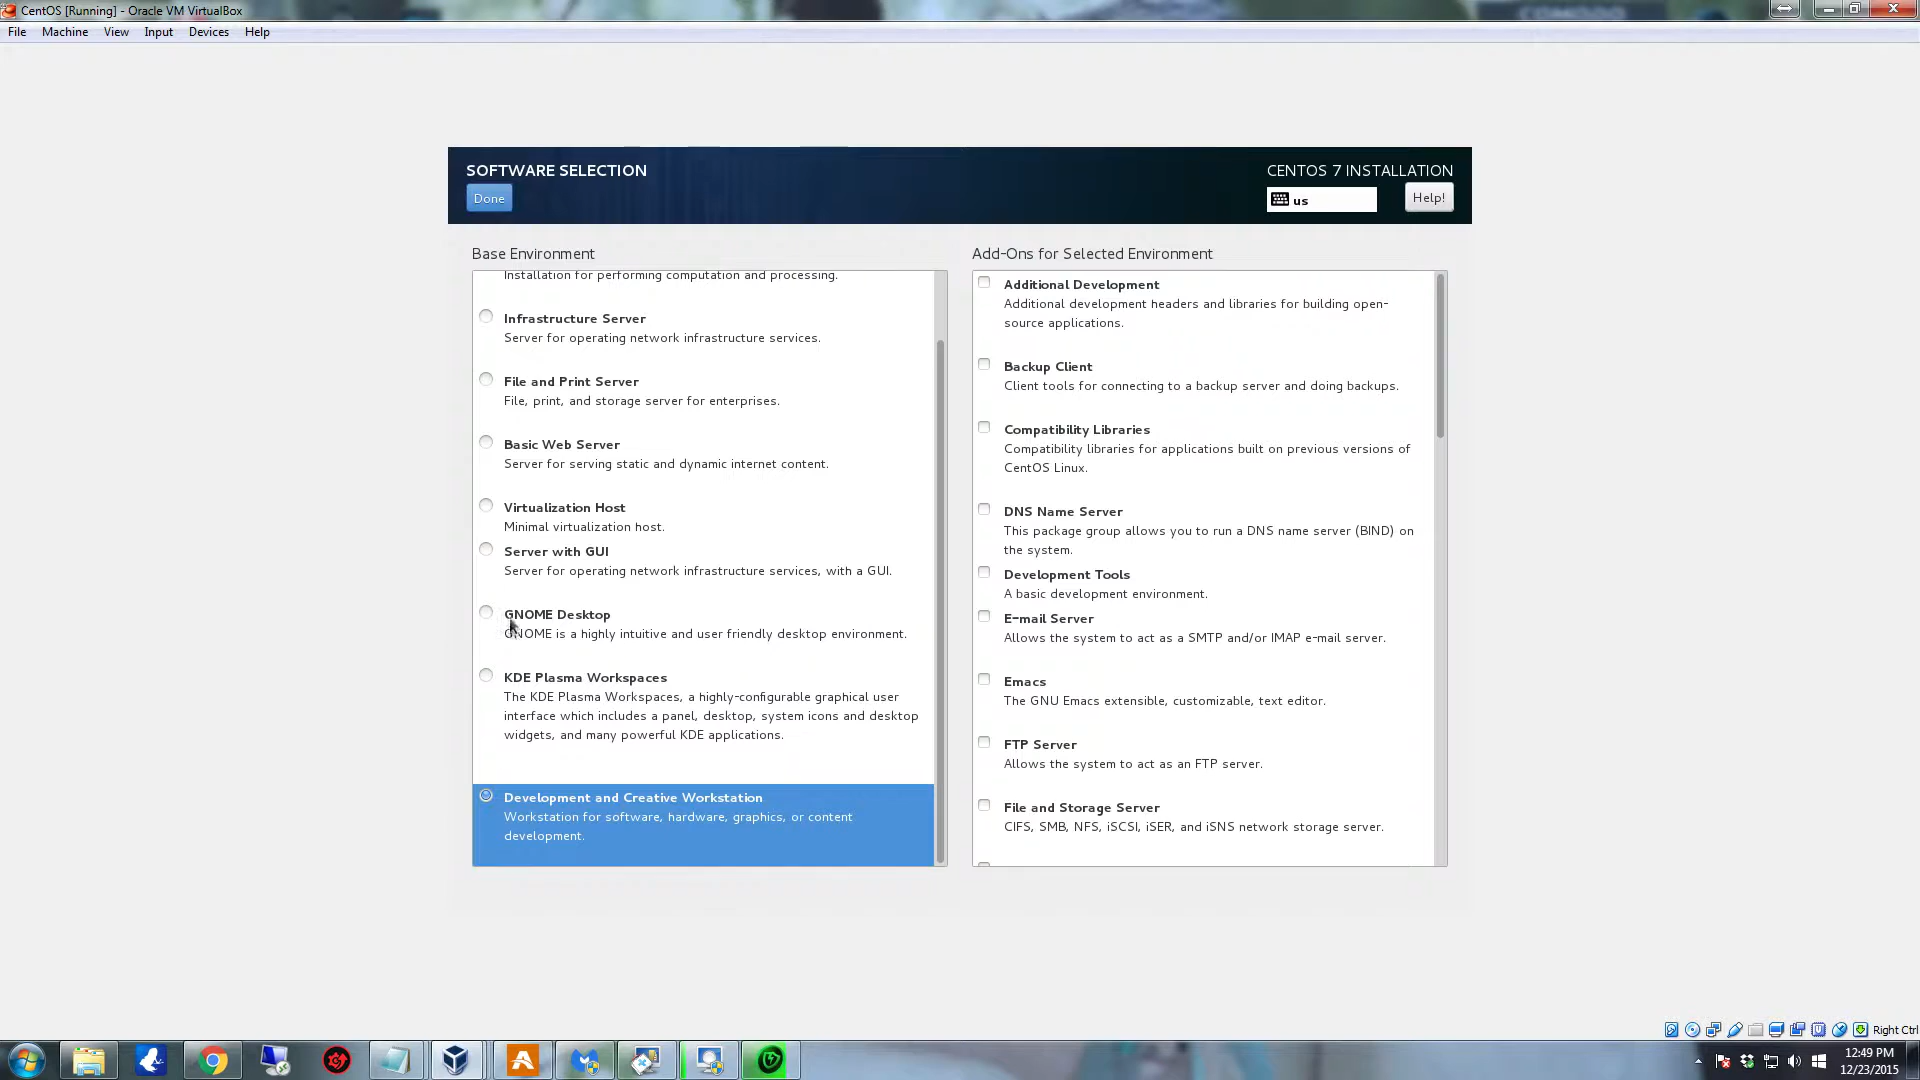 CentOS [Running] - Oracle VM VirtualBox
File Machine View Input Devices Help
SOFTWARE SELECTION
CENTOS 7 INSTALLATION
Done
us
Help!
Base Environment
Installation for performing computation and processing.
Infrastructure Server
Server for operating network infrastructure services.
File and Print Server
File, print, and storage server for enterprises.
Basic Web Server
Server for serving static and dynamic internet content.
Virtualization Host
Minimal virtualization host.
Server with GUI
Server for operating network infrastructure services, with a GUI.
GNOME Desktop
GNOME is a highly intuitive and user friendly desktop environment.
KDE Plasma Workspaces
The KDE Plasma Workspaces, a highly-configurable graphical user
interface which includes a panel, desktop, system icons and desktop
widgets, and many powerful KDE applications.
Development and Creative Workstation
Workstation for software, hardware, graphics, or content
development.
Add-Ons for Selected Environment
Additional Development
Additional development headers and libraries for building open-
source applications.
Backup Client
Client tools for connecting to a backup server and doing backups.
Compatibility Libraries
Compatibility libraries for applications built on previous versions of
CentOS Linux.
DNS Name Server
This package group allows you to run a DNS name server (BIND) on
the system.
Development Tools
A basic development environment.
E-mail Server
Allows the system to act as a SMTP and/or IMAP e-mail server.
Emacs
The GNU Emacs extensible, customizable, text editor.
FTP Server
Allows the system to act as an FTP server.
File and Storage Server
CIFS, SMB, NFS, iSCSI, iSER, and iSNS network storage server.
Right Ctrl
12:49 PM
12/23/2015